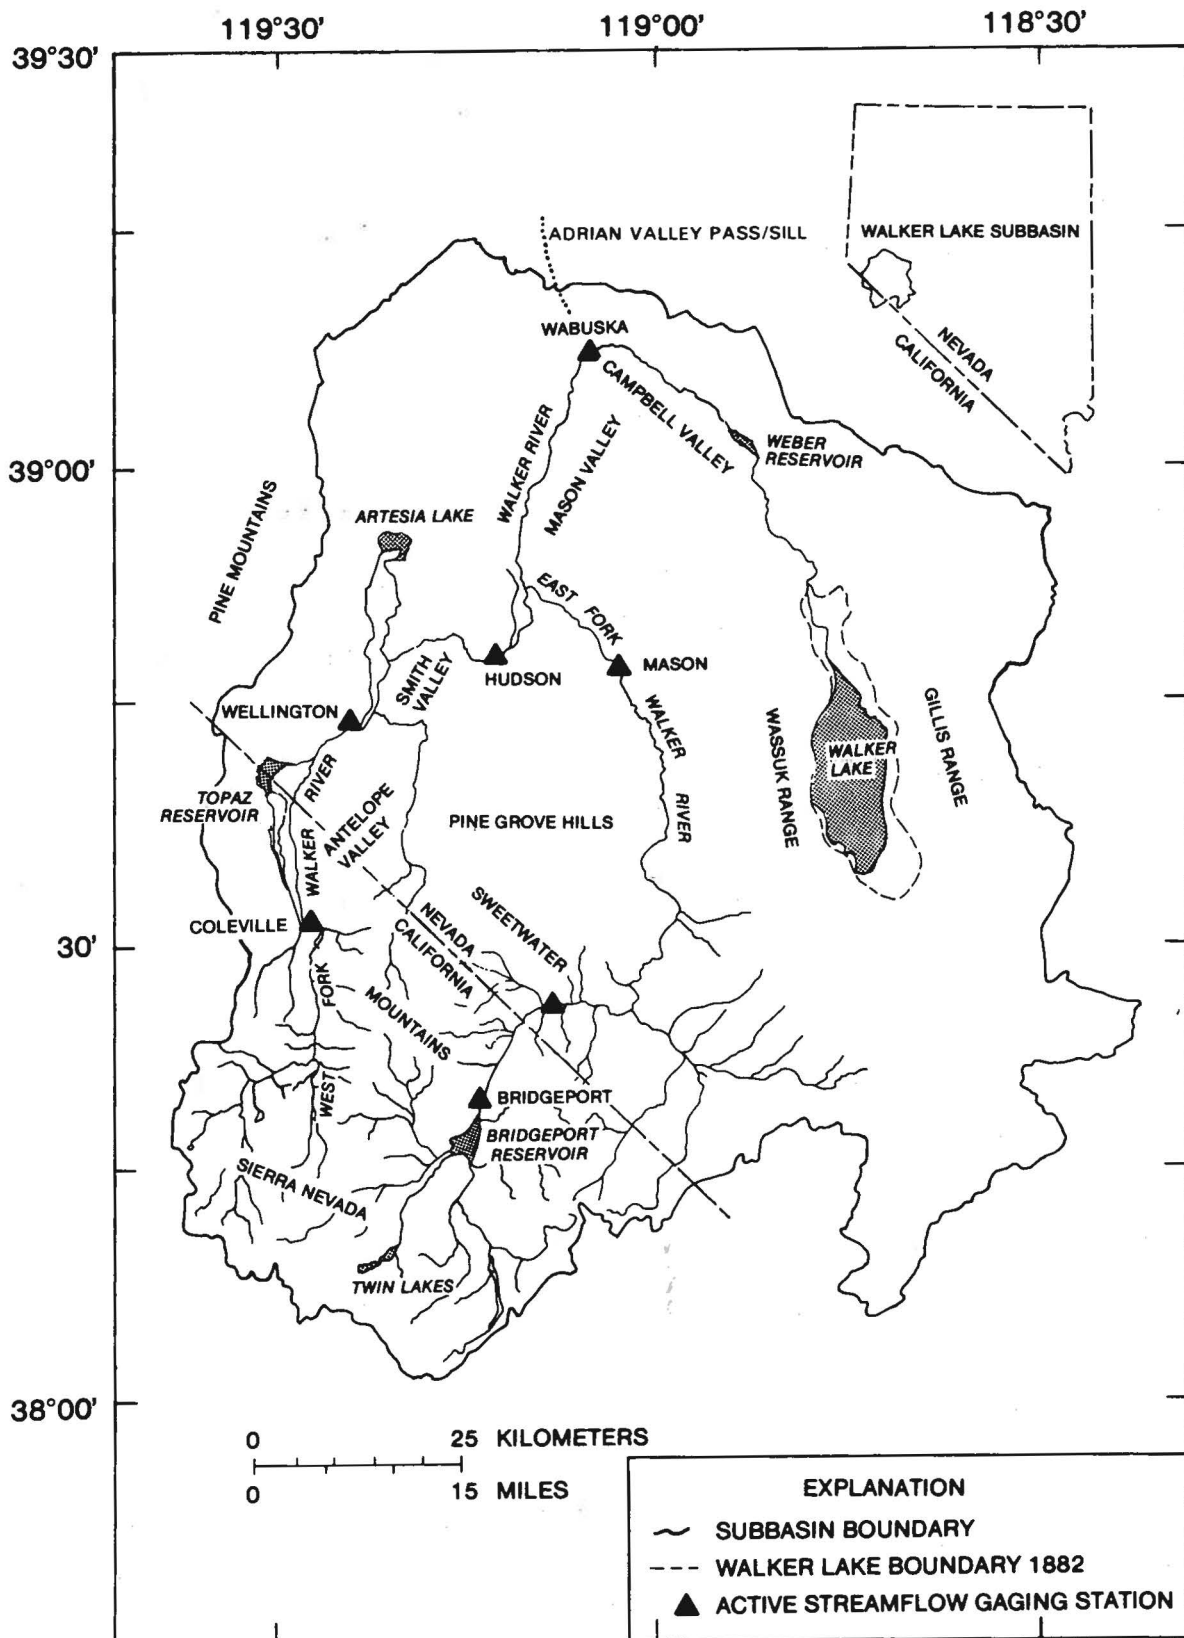 119°30'
119°00'
118°30'
39°30'
ADRIAN VALLEY PASS/SILL
WALKER LAKE SUBBASIN
NEVADA
CALIFORNIA
WABUSKA
CAMPBELL VALLEY
WALKER RIVER
MASON VALLEY
WEBER
RESERVOIR
39°00'
PINE MOUNTAINS
ARTESIA LAKE
EAST FORK
MASON
HUDSON
SMITH
VALLEY
WELLINGTON
WALKER
RIVER
WASSUK RANGE
WALKER
LAKE
GILLIS RANGE
TOPAZ
RESERVOIR
RIVER
WALKER
ANTELOPE
VALLEY
PINE GROVE HILLS
COLEVILLE
30'
NEVADA
CALIFORNIA
SWEETWATER
MOUNTAINS
FORK
WEST
BRIDGEPORT
BRIDGEPORT
RESERVOIR
SIERRA NEVADA
TWIN LAKES
38°00'
0 25 KILOMETERS
0 15 MILES
EXPLANATION
SUBBASIN BOUNDARY
WALKER LAKE BOUNDARY 1882
ACTIVE STREAMFLOW GAGING STATION